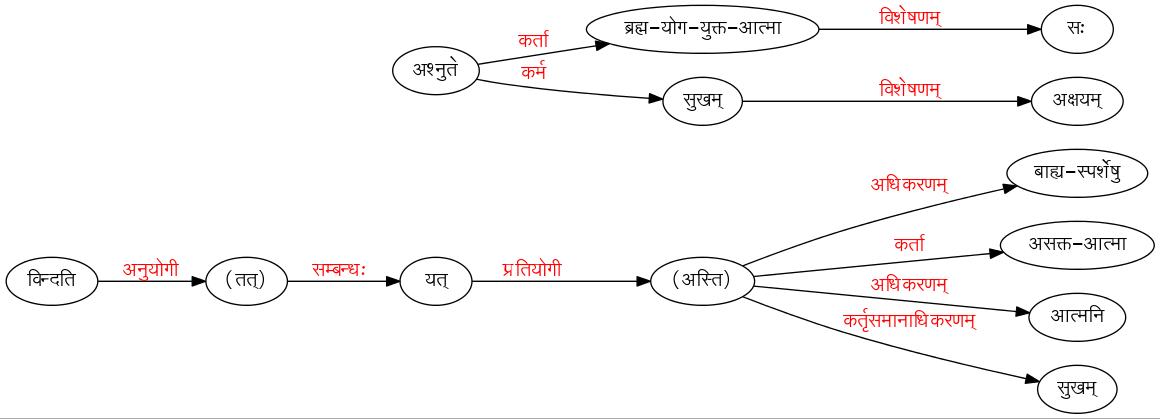 अश्नुते
कर्ता
ब्रह्म-योग-युक्त-आत्मा
विशेषणम्
सः
कर्म
सुखम्
विशेषणम्
अक्षयम्
विन्दति
अनुयोगी
(तत्)
सम्बन्धः
यत्
प्रतियोगी
(अस्ति)
अधिकरणम्
बाह्य-स्पर्शेषु
कर्ता
असक्त-आत्मा
अधिकरणम्
आत्मनि
कर्तृसमानाधिकरणम्
सुखम्